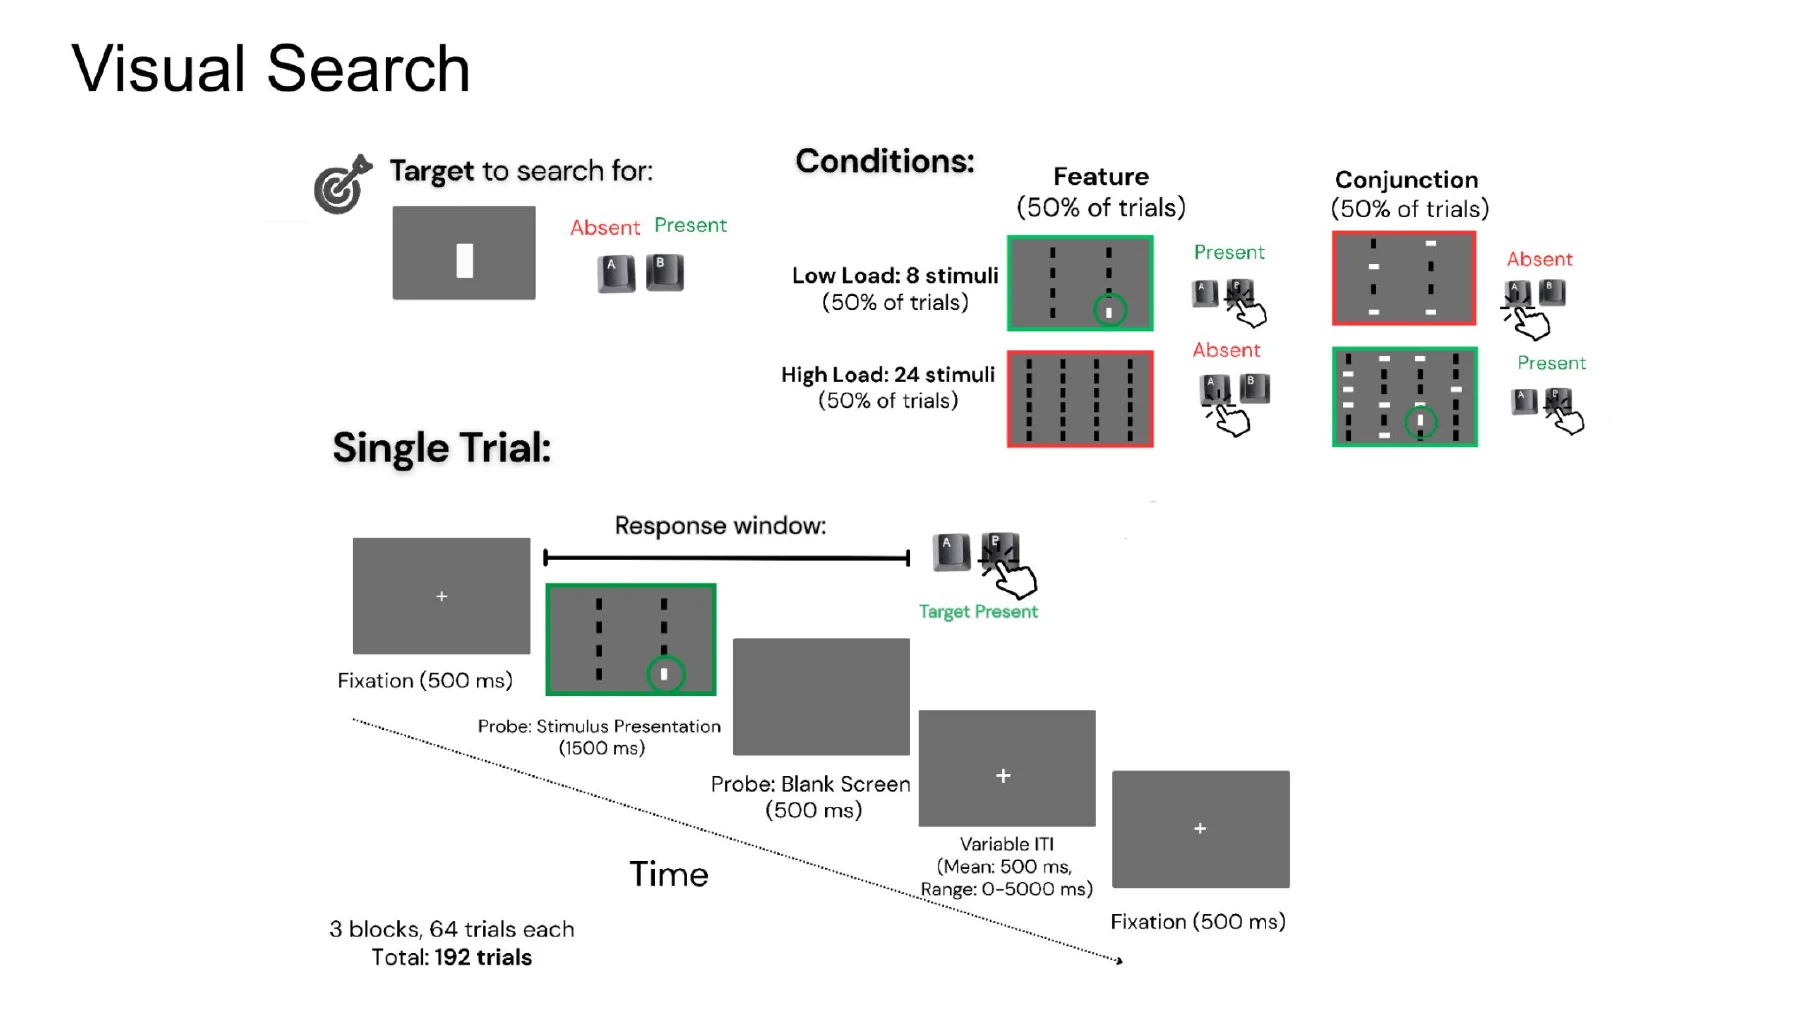 Visual Search
Target to search for:
Absent Present
A B
Conditions:
Feature
(50% of trials)
Conjunction
(50% of trials)
Low Load: 8 stimuli
(50% of trials)
Present
A B
Absent
A B
High Load: 24 stimuli
(50% of trials)
Absent
A B
Present
A B
Single Trial:
Response window:
A B
Target Present
Fixation (500 ms)
Probe: Stimulus Presentation
(1500 ms)
Probe: Blank Screen
(500 ms)
Variable ITI
(Mean: 500 ms,
Range: 0-5000 ms)
Fixation (500 ms)
Time
3 blocks, 64 trials each
Total: 192 trials